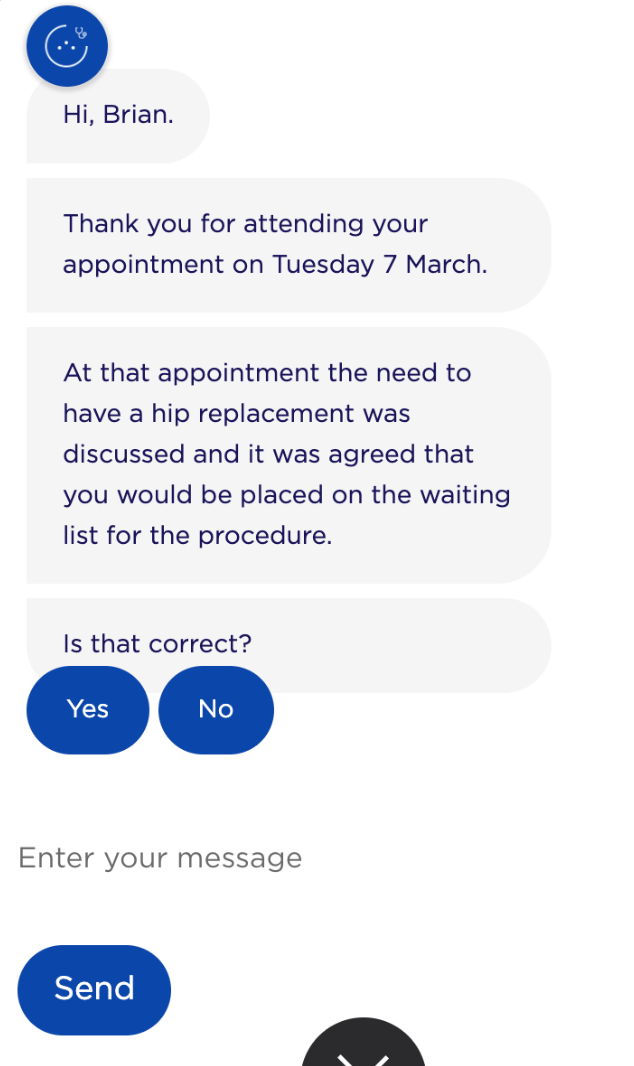 Hi, Brian.
Thank you for attending your
appointment on Tuesday 7 March.
At that appointment the need to
have a hip replacement was
discussed and it was agreed that
you would be placed on the waiting
list for the procedure.
Is that correct?
Yes No
Enter your message
Send